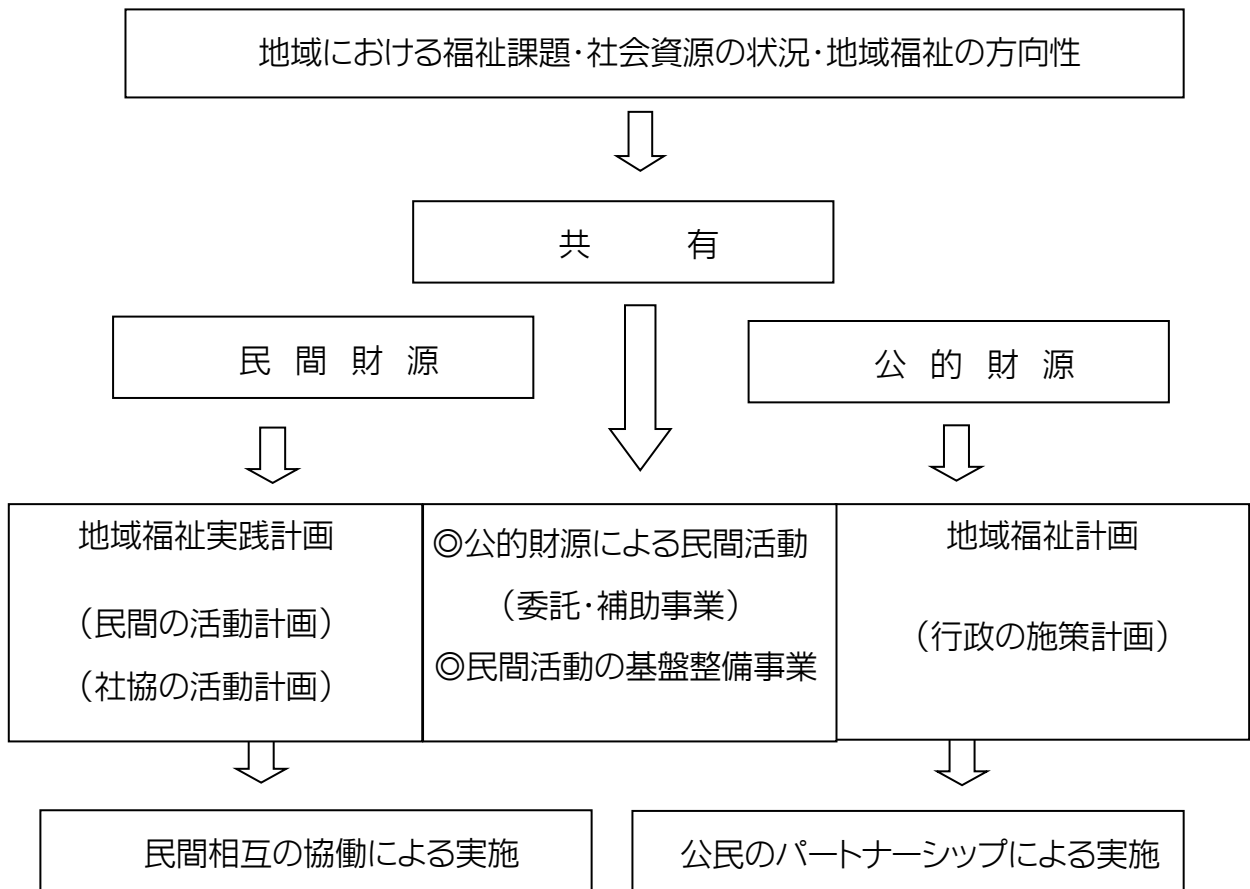 地域における福祉課題・社会資源の状況・地域福祉の方向性
共　有
民間財源
公的財源
地域福祉実践計画
（民間の活動計画）
（社協の活動計画）
◎公的財源による民間活動
（委託・補助事業）
◎民間活動の基盤整備事業
地域福祉計画
（行政の施策計画）
民間相互の協働による実施
公民のパートナーシップによる実施